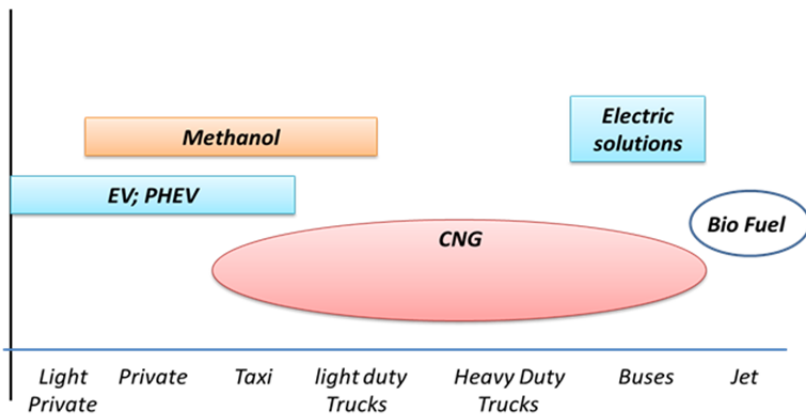 Methanol
Electric
solutions
EV; PHEV
CNG
Bio Fuel
Light
Private
Private
Taxi
light duty
Trucks
Heavy Duty
Trucks
Buses
Jet